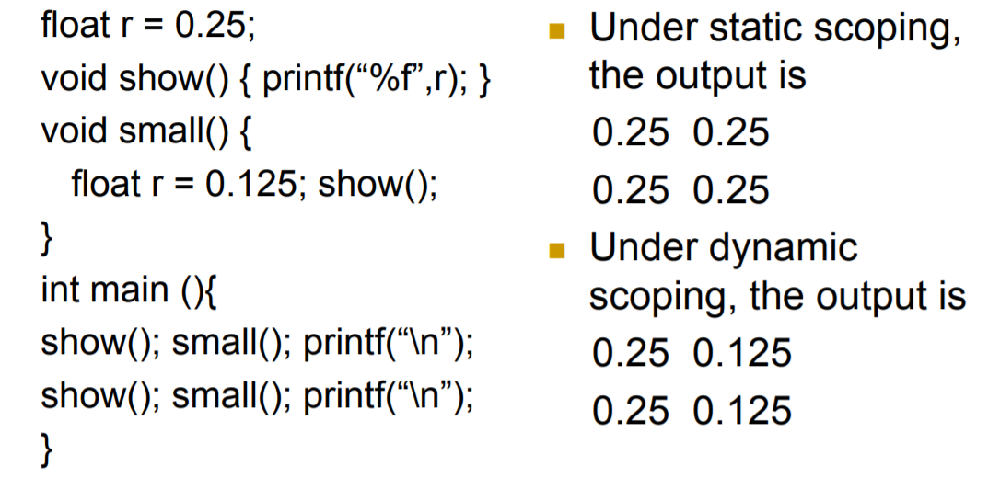 float r = 0.25;
void show() { printf(“%f”,r); }
void small() {
float r = 0.125; show();
}
int main (){
show(); small(); printf(“\n”);
show(); small(); printf(“\n”);
}
Under static scoping,
the output is
0.25 0.25
0.25 0.25
Under dynamic
scoping, the output is
0.25 0.125
0.25 0.125